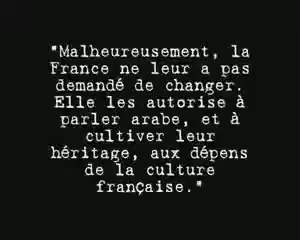 "Malheureusement, la
France ne leur a pas
demandé de changer.
Elle les autorise à
parler arabe, et à
cultiver leur
héritage, aux dépens
de la culture
française."